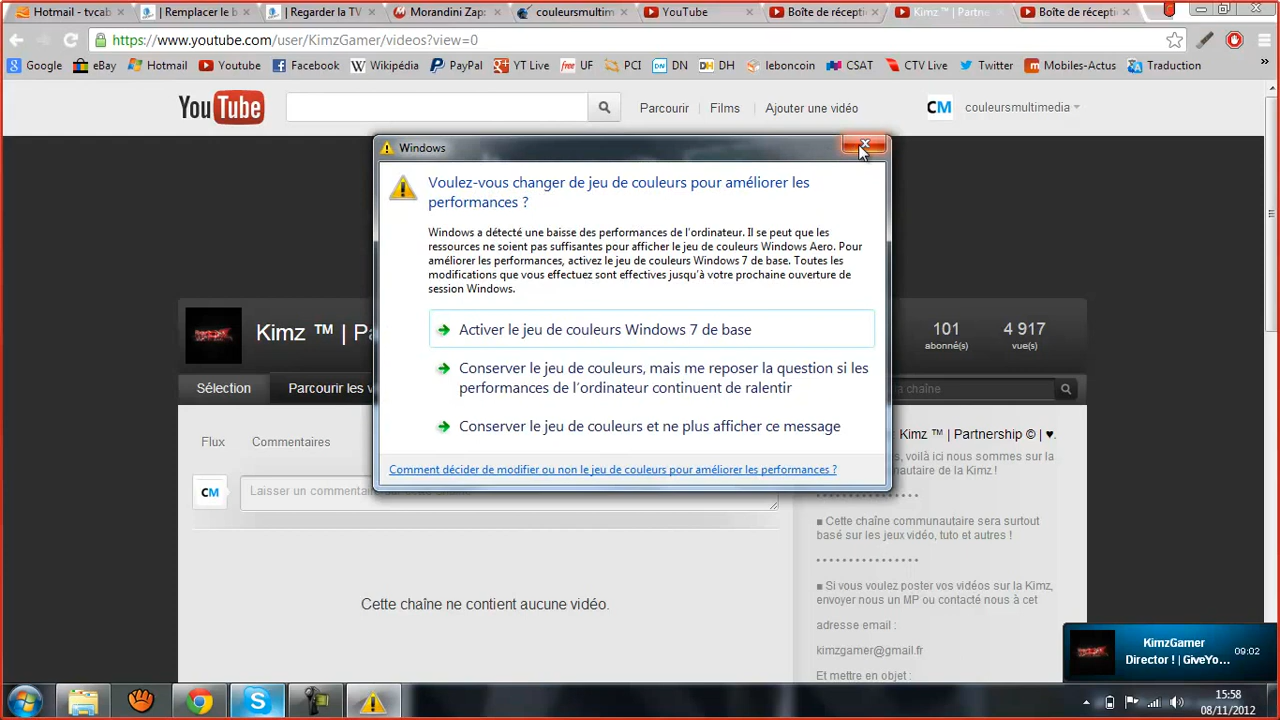 Hotmail - tvcab
| Remplacer le b
| Regarder la TV
Morandini Zap:
couleursmultim
YouTube
Boîte de récepti
Kimz ™ | Partne
Boîte de récepti
https://www.youtube.com/user/KimzGamer/videos?view=0
Google
eBay
Hotmail
Youtube
Facebook
Wikipédia
PayPal
YT Live
free UF
PCI
DN DN
DH DH
leboncoin
CSAT
CTV Live
Twitter
Mobiles-Actus
Traduction
»
YouTube
Parcourir
Films
Ajouter une vidéo
CM
couleursmultimedia
Windows
Voulez-vous changer de jeu de couleurs pour améliorer les
performances ?
Windows a détecté une baisse des performances de l'ordinateur. Il se peut que les
ressources ne soient pas suffisantes pour afficher le jeu de couleurs Windows Aero. Pour
améliorer les performances, activez le jeu de couleurs Windows 7 de base. Toutes les
modifications que vous effectuez sont effectives jusqu'à votre prochaine ouverture de
session Windows.
Activer le jeu de couleurs Windows 7 de base
Conserver le jeu de couleurs, mais me reposer la question si les
performances de l'ordinateur continuent de ralentir
Conserver le jeu de couleurs et ne plus afficher ce message
Comment décider de modifier ou non le jeu de couleurs pour améliorer les performances ?
Kimz ™ | Pa
101
abonné(s)
4 917
vue(s)
Sélection
Parcourir les v
a chaîne
Flux
Commentaires
CM
Laisser un commentaire sur cette chaîne
Cette chaîne ne contient aucune vidéo.
Kimz ™ | Partnership © | ♥.
s, voilà ici nous sommes sur la
nautaire de la Kimz !
• • • • • • • • • • • • • • •
■ Cette chaîne communautaire sera surtout
basé sur les jeux vidéo, tuto et autres !
• • • • • • • • • • • • • • •
■ Si vous voulez poster vos vidéos sur la Kimz,
envoyer nous un MP ou contacté nous à cet
adresse email :
kimzgamer@gmail.fr
Et mettre en objet :
KimzGamer
Director ! | GiveYo...
09:02
15:58
08/11/2012